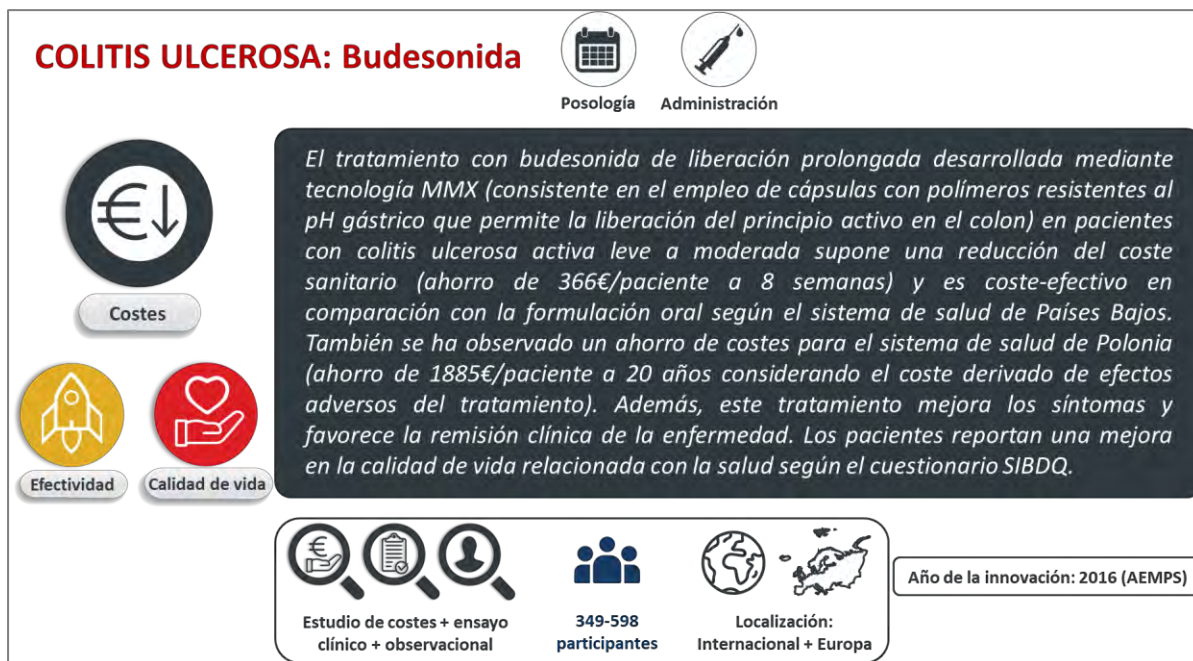 COLITIS ULCEROSA: Budesonida
Posología
Administración
El tratamiento con budesonida de liberación prolongada desarrollada mediante
tecnología MMX (consistente en el empleo de cápsulas con polímeros resistentes al
pH gástrico que permite la liberación del principio activo en el colon) en pacientes
con colitis ulcerosa activa leve a moderada supone una reducción del coste
sanitario (ahorro de 366€/paciente a 8 semanas) y es coste-efectivo en
comparación con la formulación oral según el sistema de salud de Países Bajos.
También se ha observado un ahorro de costes para el sistema de salud de Polonia
(ahorro de 1885€/paciente a 20 años considerando el coste derivado de efectos
adversos del tratamiento). Además, este tratamiento mejora los síntomas y
favorece la remisión clínica de la enfermedad. Los pacientes reportan una mejora
en la calidad de vida relacionada con la salud según el cuestionario SIBDQ.
€
Costes
Efectividad
Calidad de vida
€
Estudio de costes + ensayo
clínico + observacional
349-598
participantes
Localización:
Internacional + Europa
Año de la innovación: 2016 (AEMPS)